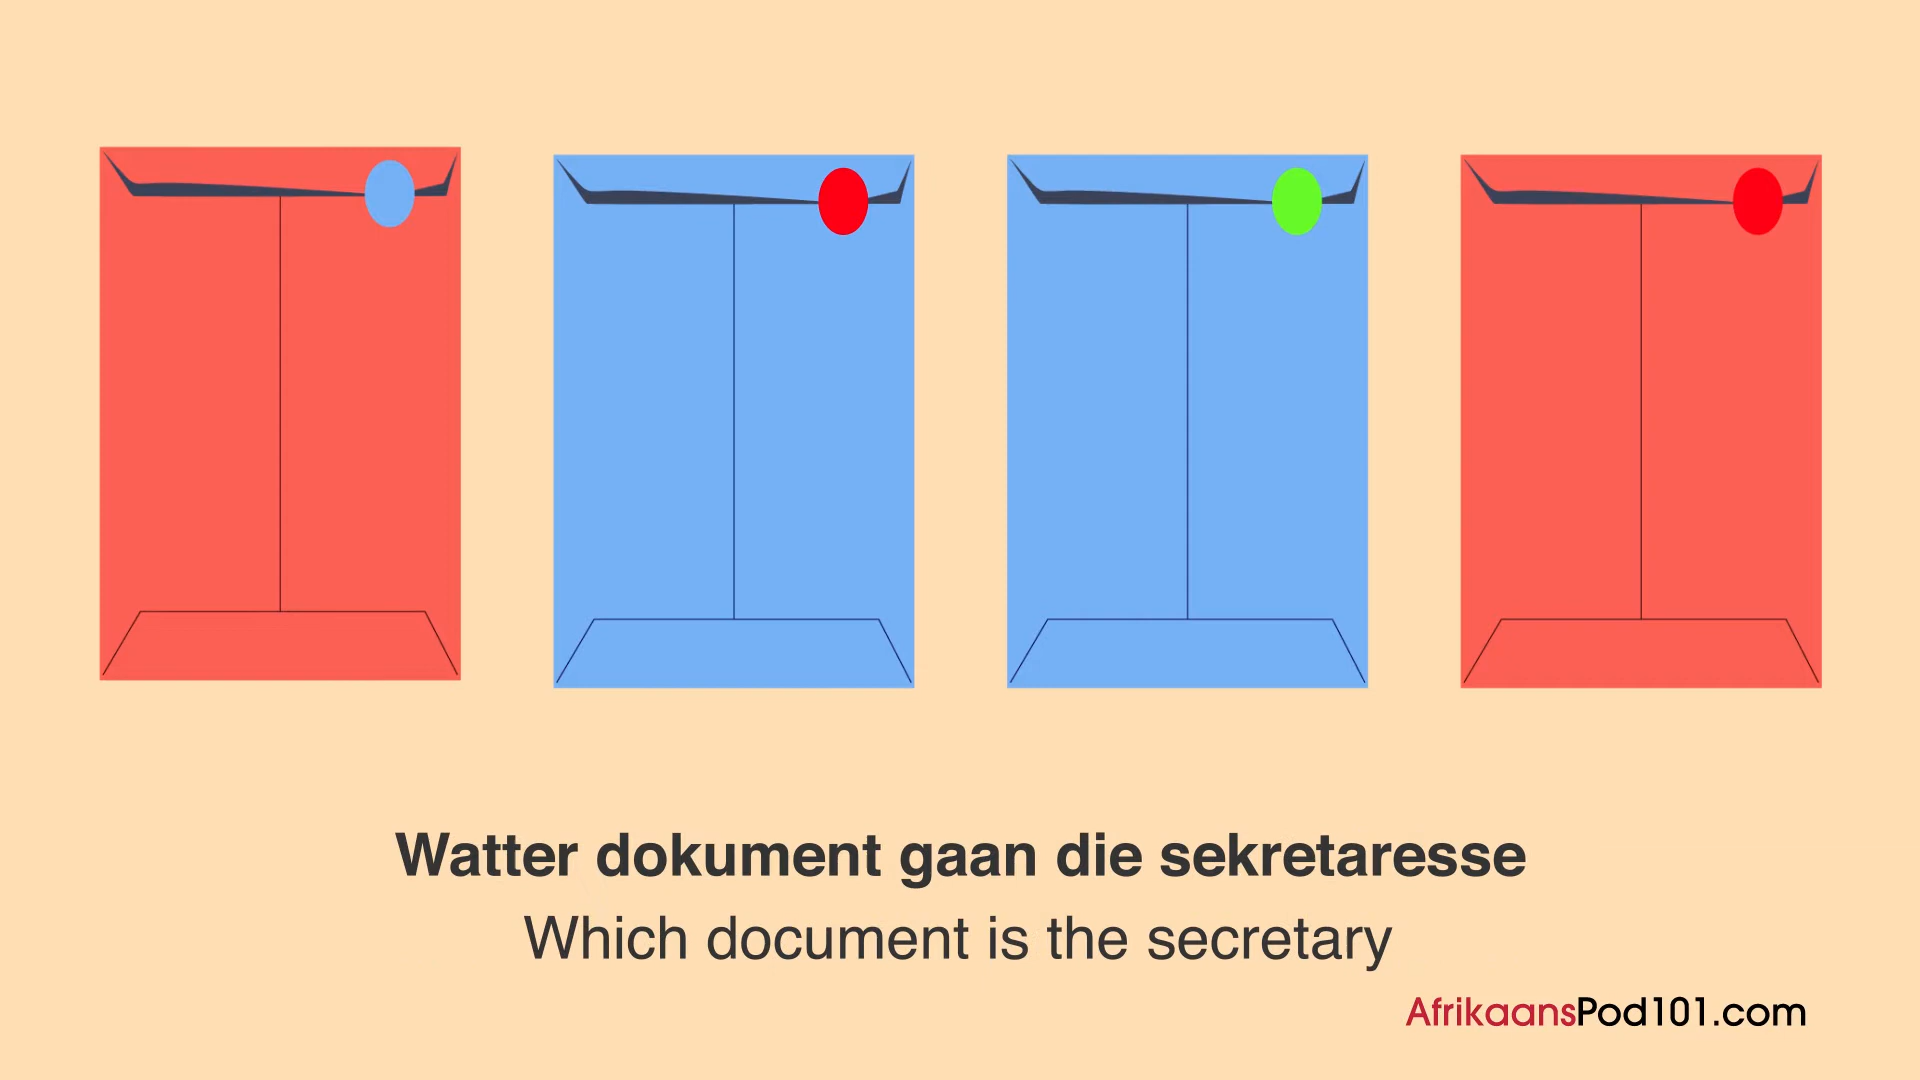 Watter dokument gaan die sekretaresse
Which document is the secretary
AfrikaansPod101.com